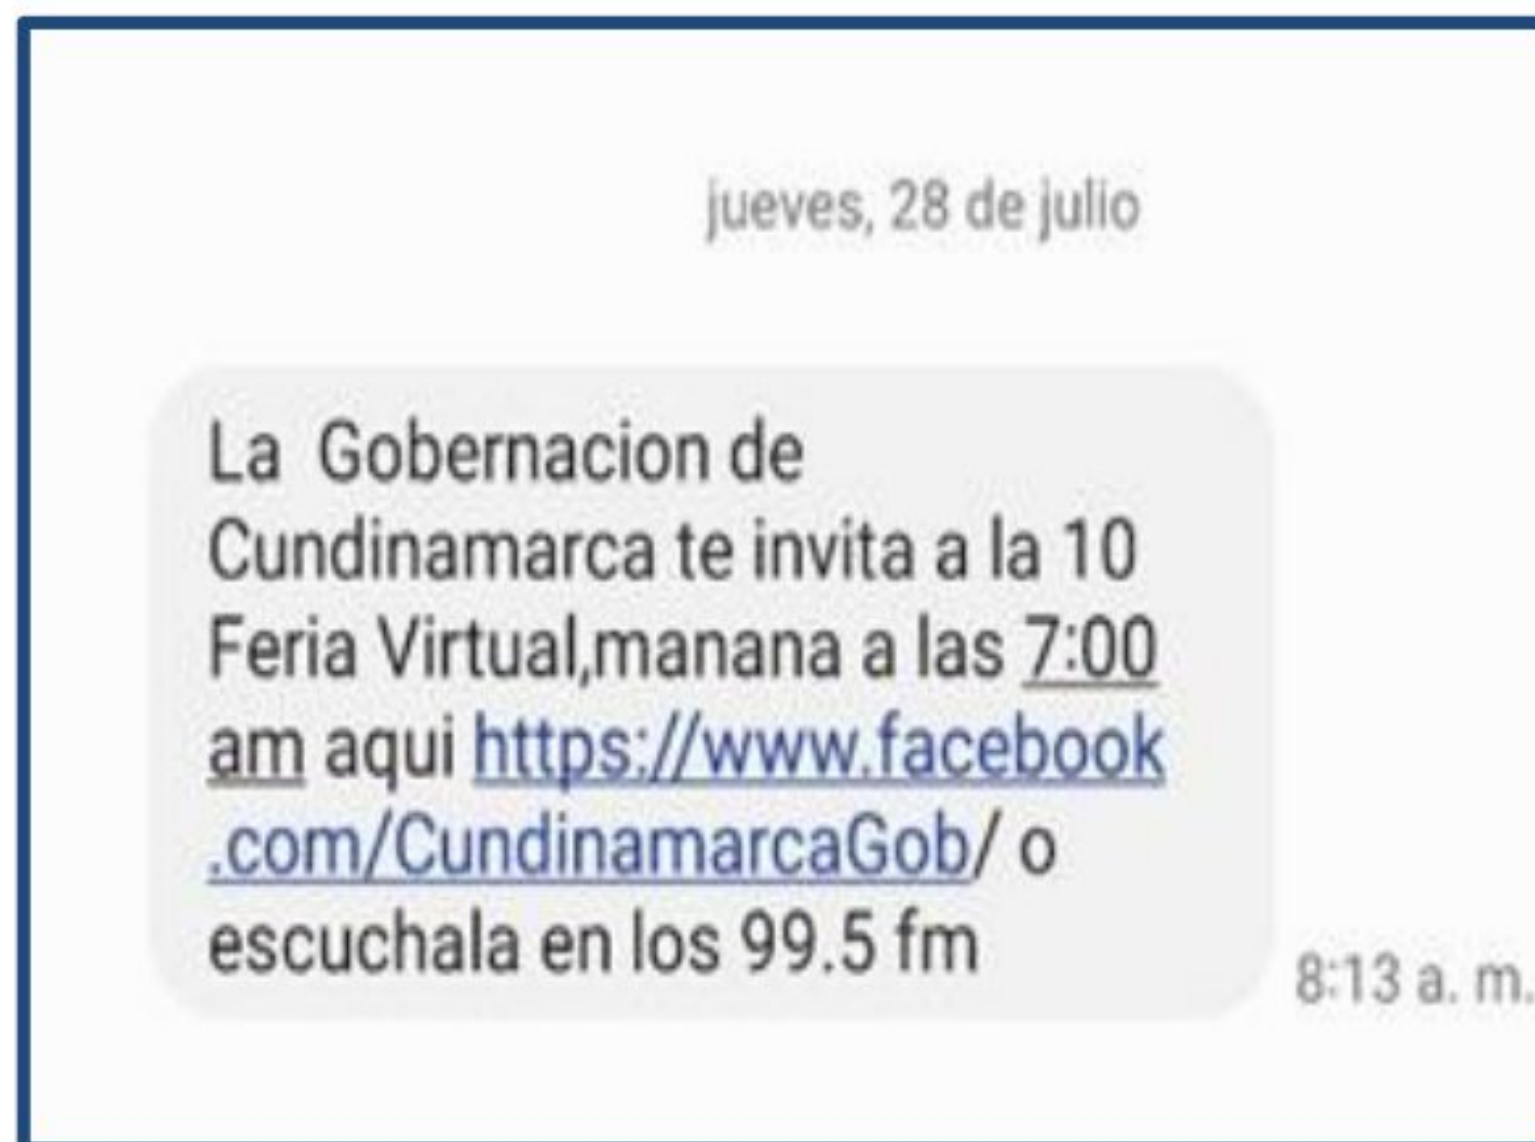 jueves, 28 de julio
La  Gobernacion de
Cundinamarca te invita a la 10
Feria Virtual,manana a las 7:00
am aqui https://www.facebook
.com/CundinamarcaGob/ o
escuchala en los 99.5 fm
8:13 a. m.